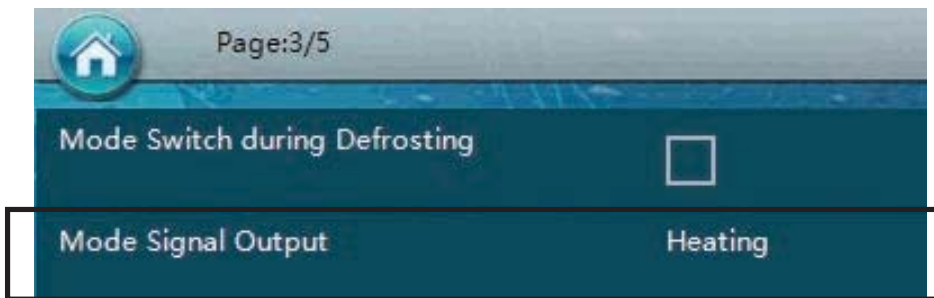 Page:3/5
Mode Switch during Defrosting
Mode Signal Output Heating